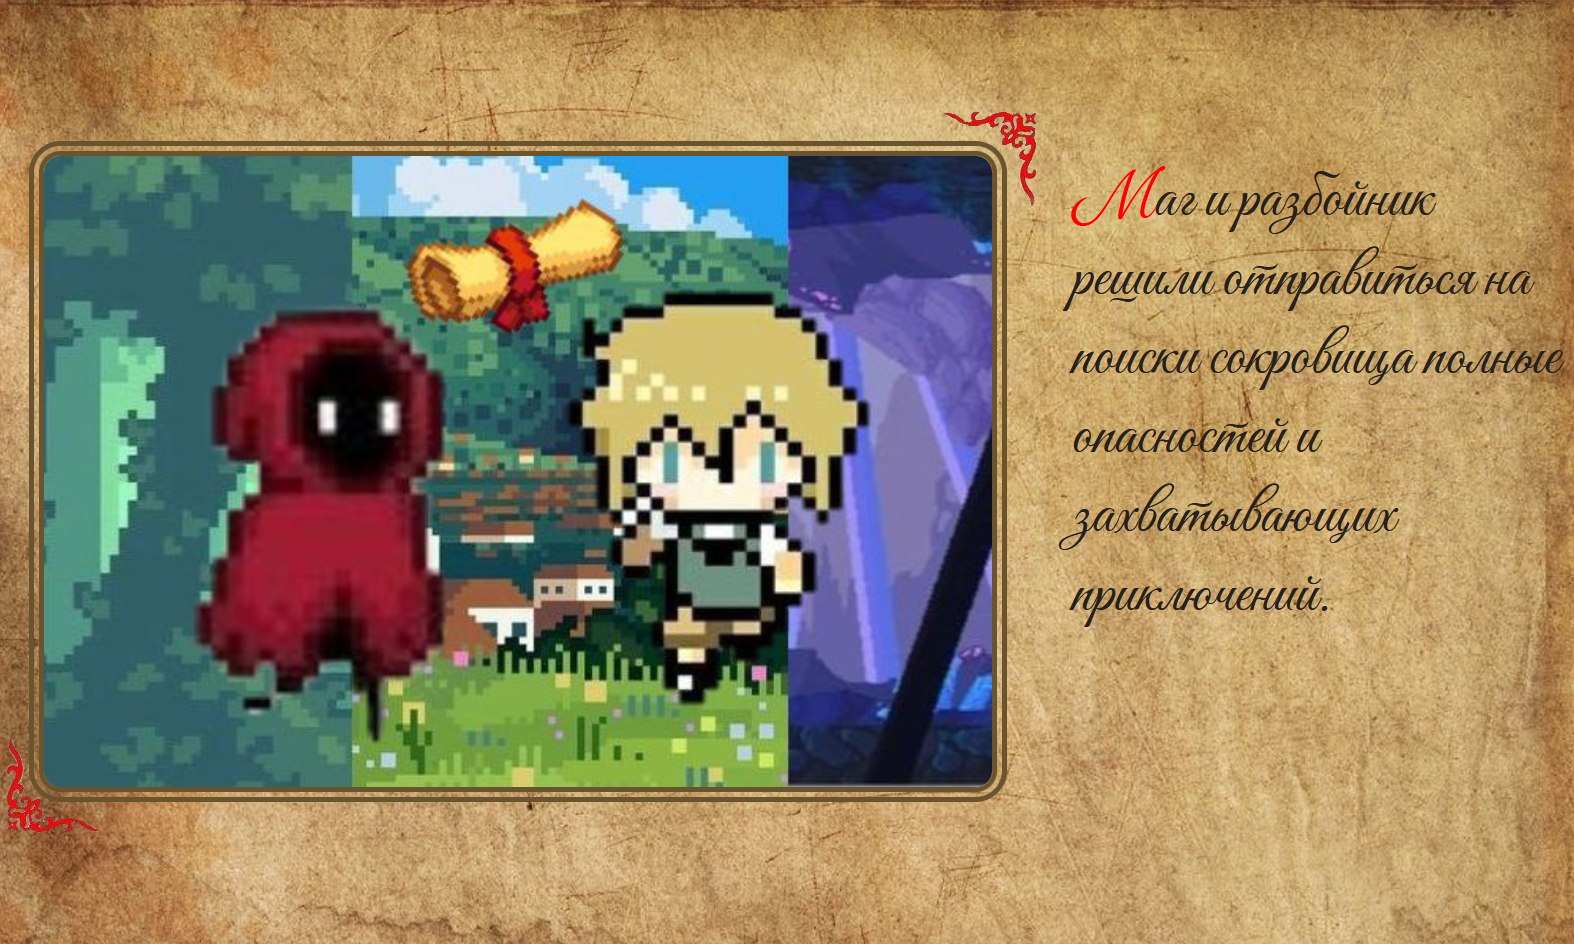 Маг и разбойник
решили отправиться на
поиски сокровища полные
опасностей и
захватывающих
приключений.